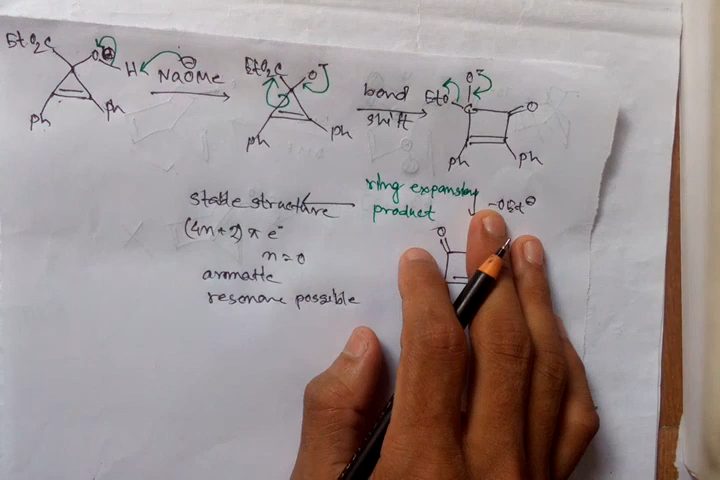 EtO₂C
O
H
NaOMe
Ph
Ph
EtO₂C
O⁻
Ph
Ph
bond
shift
O⁻
EtO
C
O
Ph
Ph
ring expansion
product
-OEt⊖
stable structure
(4n+2) π e⁻
n = 0
aromatic
resonance possible
O